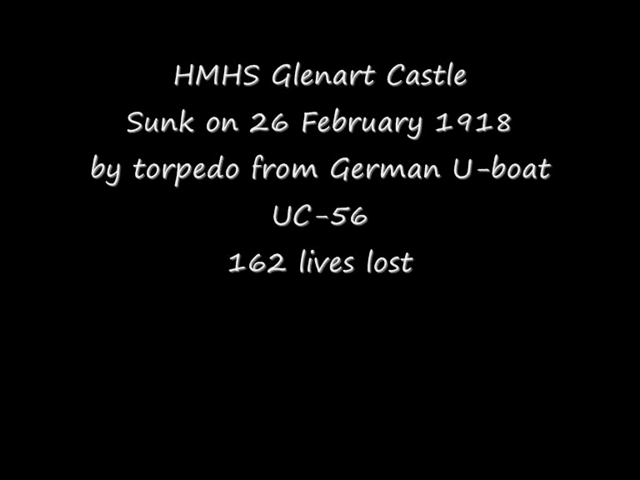 HMHS Glenart Castle
Sunk on 26 February 1918
by torpedo from German U-boat
UC-56
162 lives lost